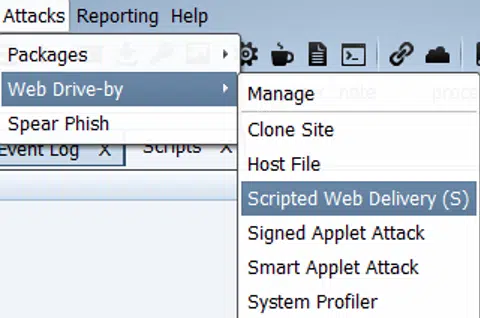 Attacks Reporting Help
Packages
Web Drive-by
Spear Phish
Event Log X Scripts X
Manage
Clone Site
Host File
Scripted Web Delivery (S)
Signed Applet Attack
Smart Applet Attack
System Profiler